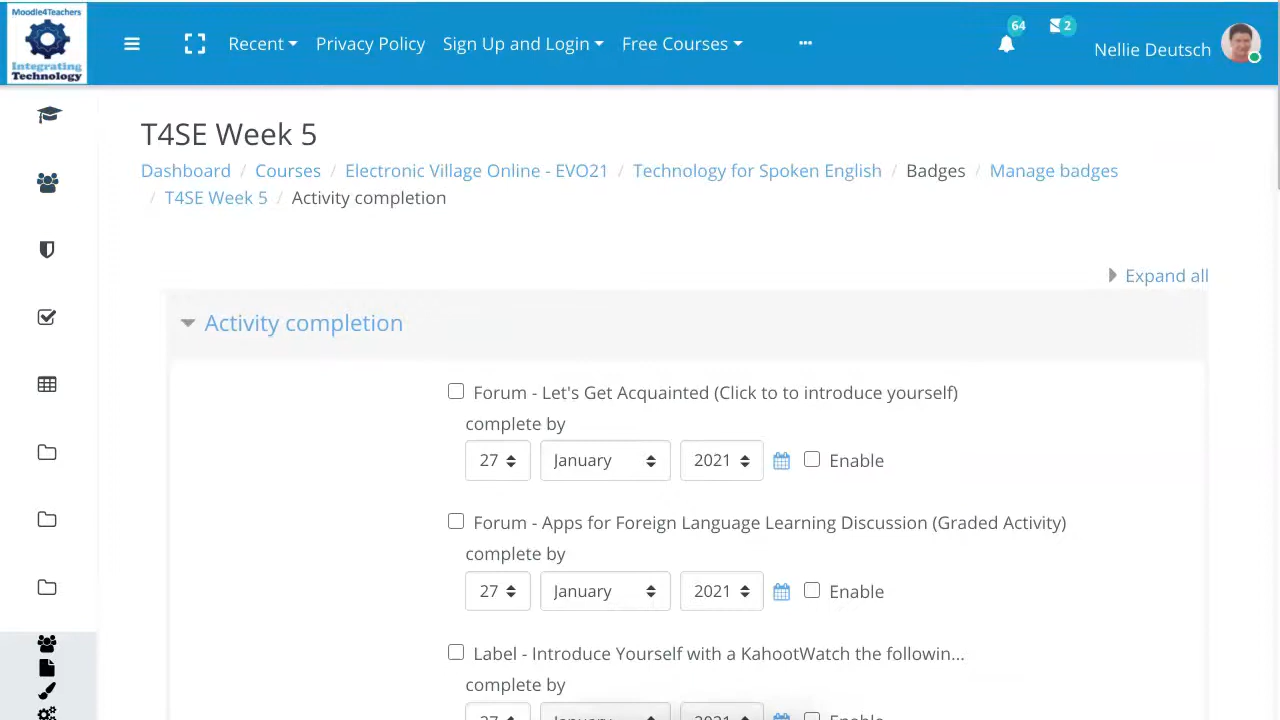 Moodle4Teachers
Integrating
Technology
Recent
Privacy Policy
Sign Up and Login
Free Courses
64
2
Nellie Deutsch
T4SE Week 5
Dashboard / Courses / Electronic Village Online - EVO21 / Technology for Spoken English / Badges / Manage badges
/ T4SE Week 5 / Activity completion
Expand all
Activity completion
Forum - Let's Get Acquainted (Click to to introduce yourself)
complete by
27 January 2021 Enable
Forum - Apps for Foreign Language Learning Discussion (Graded Activity)
complete by
27 January 2021 Enable
Label - Introduce Yourself with a KahootWatch the followin...
complete by
27 January 2021 Enable